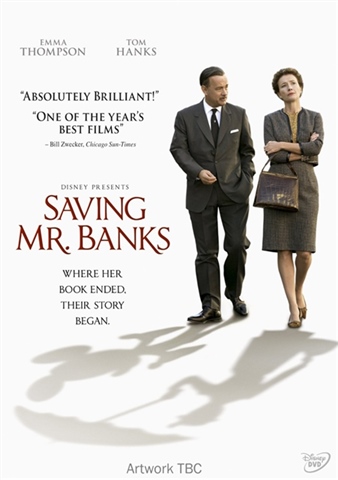 EMMA
THOMPSON
TOM
HANKS
“ABSOLUTELY BRILLIANT!”
“ONE OF THE YEAR’S
BEST FILMS”
– Bill Zwecker, Chicago Sun-Times
DISNEY PRESENTS
SAVING
MR. BANKS
WHERE HER
BOOK ENDED,
THEIR STORY
BEGAN.
Disney
DVD
Artwork TBC